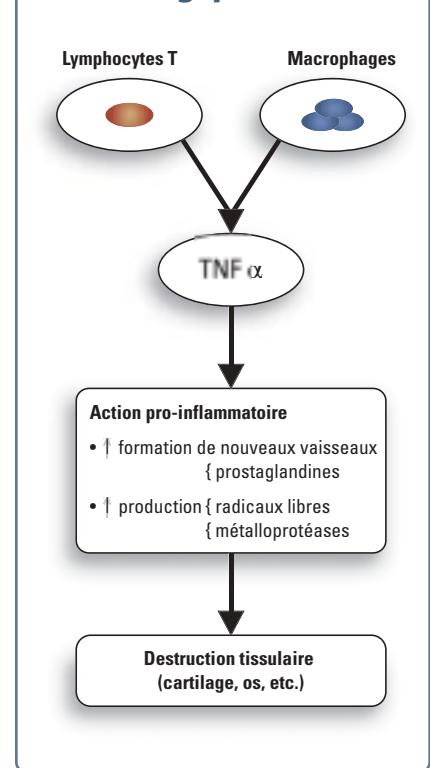 Lymphocytes T Macrophages
TNF α
Action pro-inflammatoire
• ↑ formation de nouveaux vaisseaux
{ prostaglandines
• ↑ production { radicaux libres
{ métalloprotéases
Destruction tissulaire
(cartilage, os, etc.)